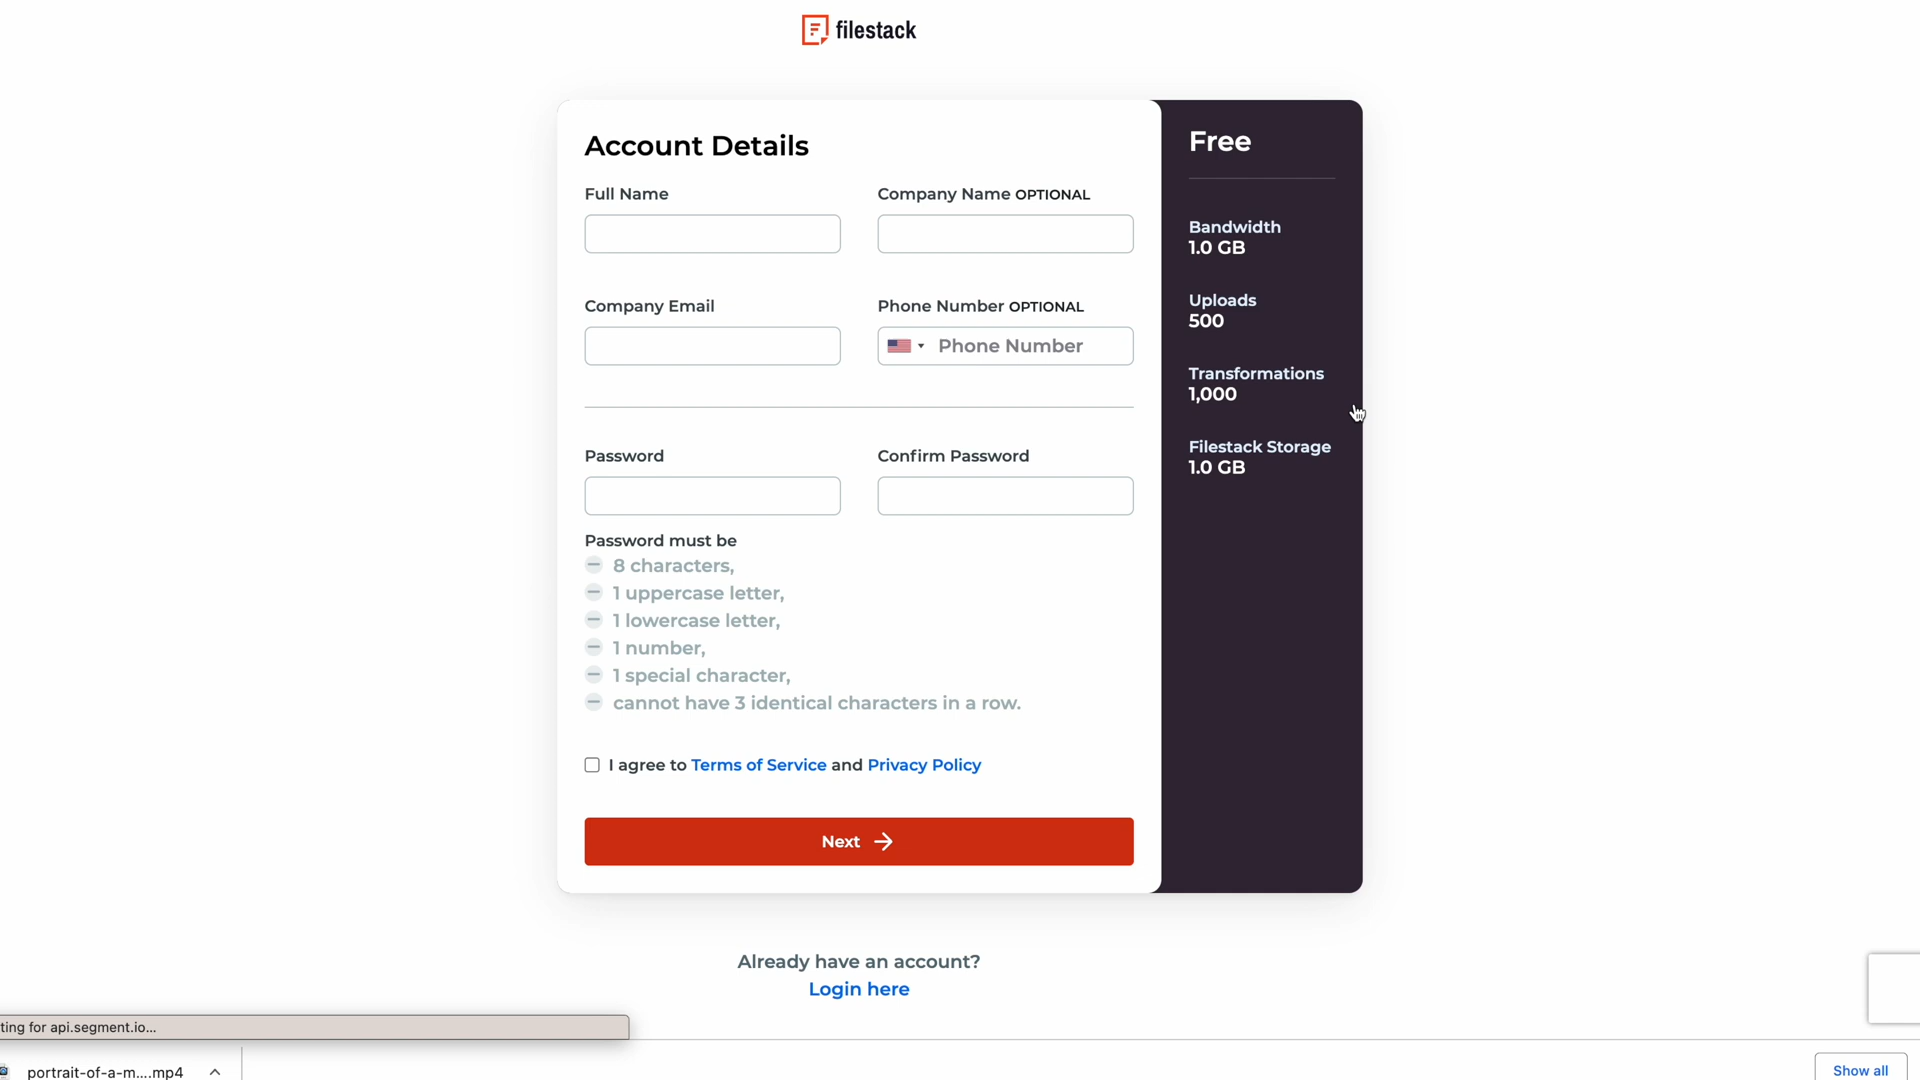 filestack
Account Details
Full Name
Company Name OPTIONAL
Company Email
Phone Number OPTIONAL
Phone Number
Password
Confirm Password
Password must be
8 characters,
1 uppercase letter,
1 lowercase letter,
1 number,
1 special character,
cannot have 3 identical characters in a row.
I agree to Terms of Service and Privacy Policy
Next
Free
Bandwidth
1.0 GB
Uploads
500
Transformations
1,000
Filestack Storage
1.0 GB
Already have an account?
Login here
ting for api.segment.io...
portrait-of-a-m....mp4
Show all